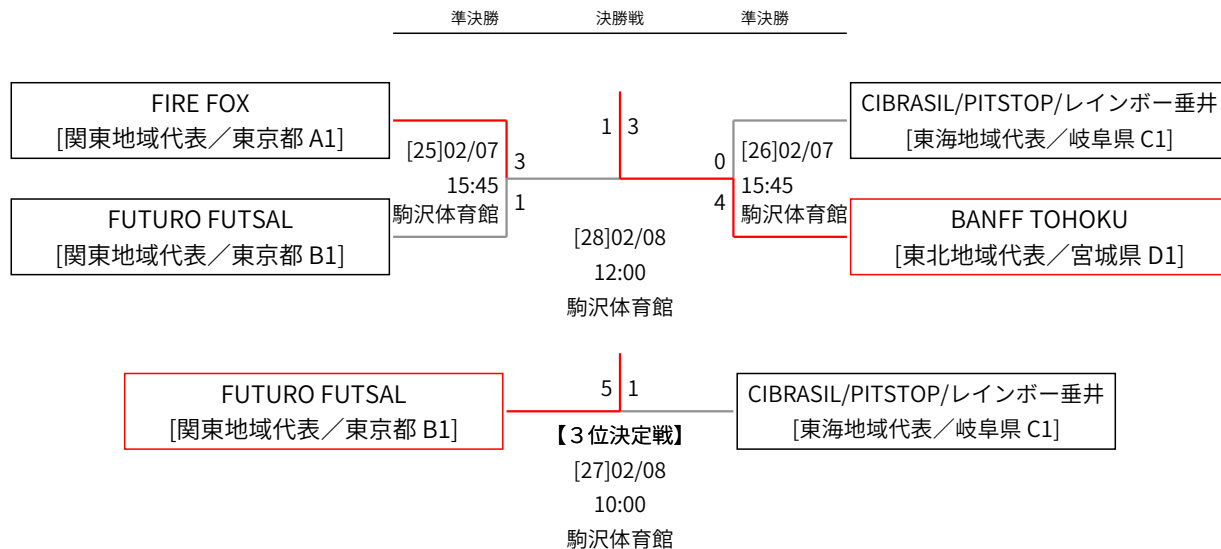 準決勝 決勝戦 準決勝
FIRE FOX
[関東地域代表／東京都 A1]
FUTURO FUTSAL
[関東地域代表／東京都 B1]
[25]02/07
15:45
駒沢体育館
3
1
1 3
[28]02/08
12:00
駒沢体育館
0
4
[26]02/07
15:45
駒沢体育館
CIBRASIL/PITSTOP/レインボー垂井
[東海地域代表／岐阜県 C1]
BANFF TOHOKU
[東北地域代表／宮城県 D1]
FUTURO FUTSAL
[関東地域代表／東京都 B1]
5 1
【３位決定戦】
[27]02/08
10:00
駒沢体育館
CIBRASIL/PITSTOP/レインボー垂井
[東海地域代表／岐阜県 C1]